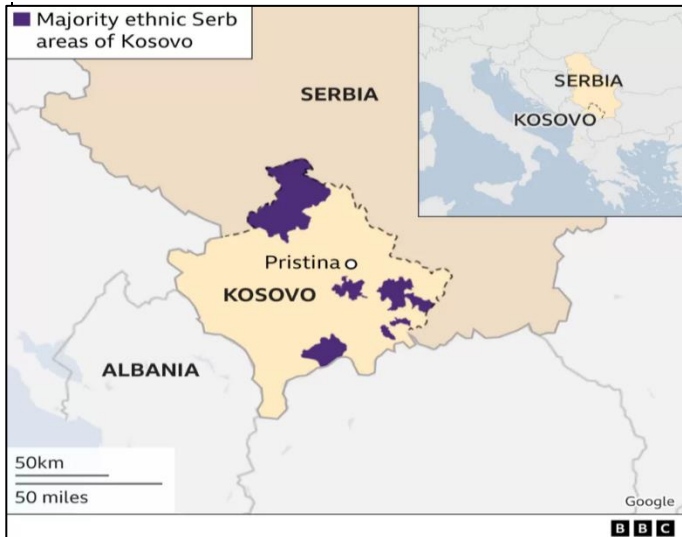 Majority ethnic Serb
areas of Kosovo
SERBIA
SERBIA
KOSOVO
Pristina
KOSOVO
ALBANIA
50km
50 miles
Google
BBC